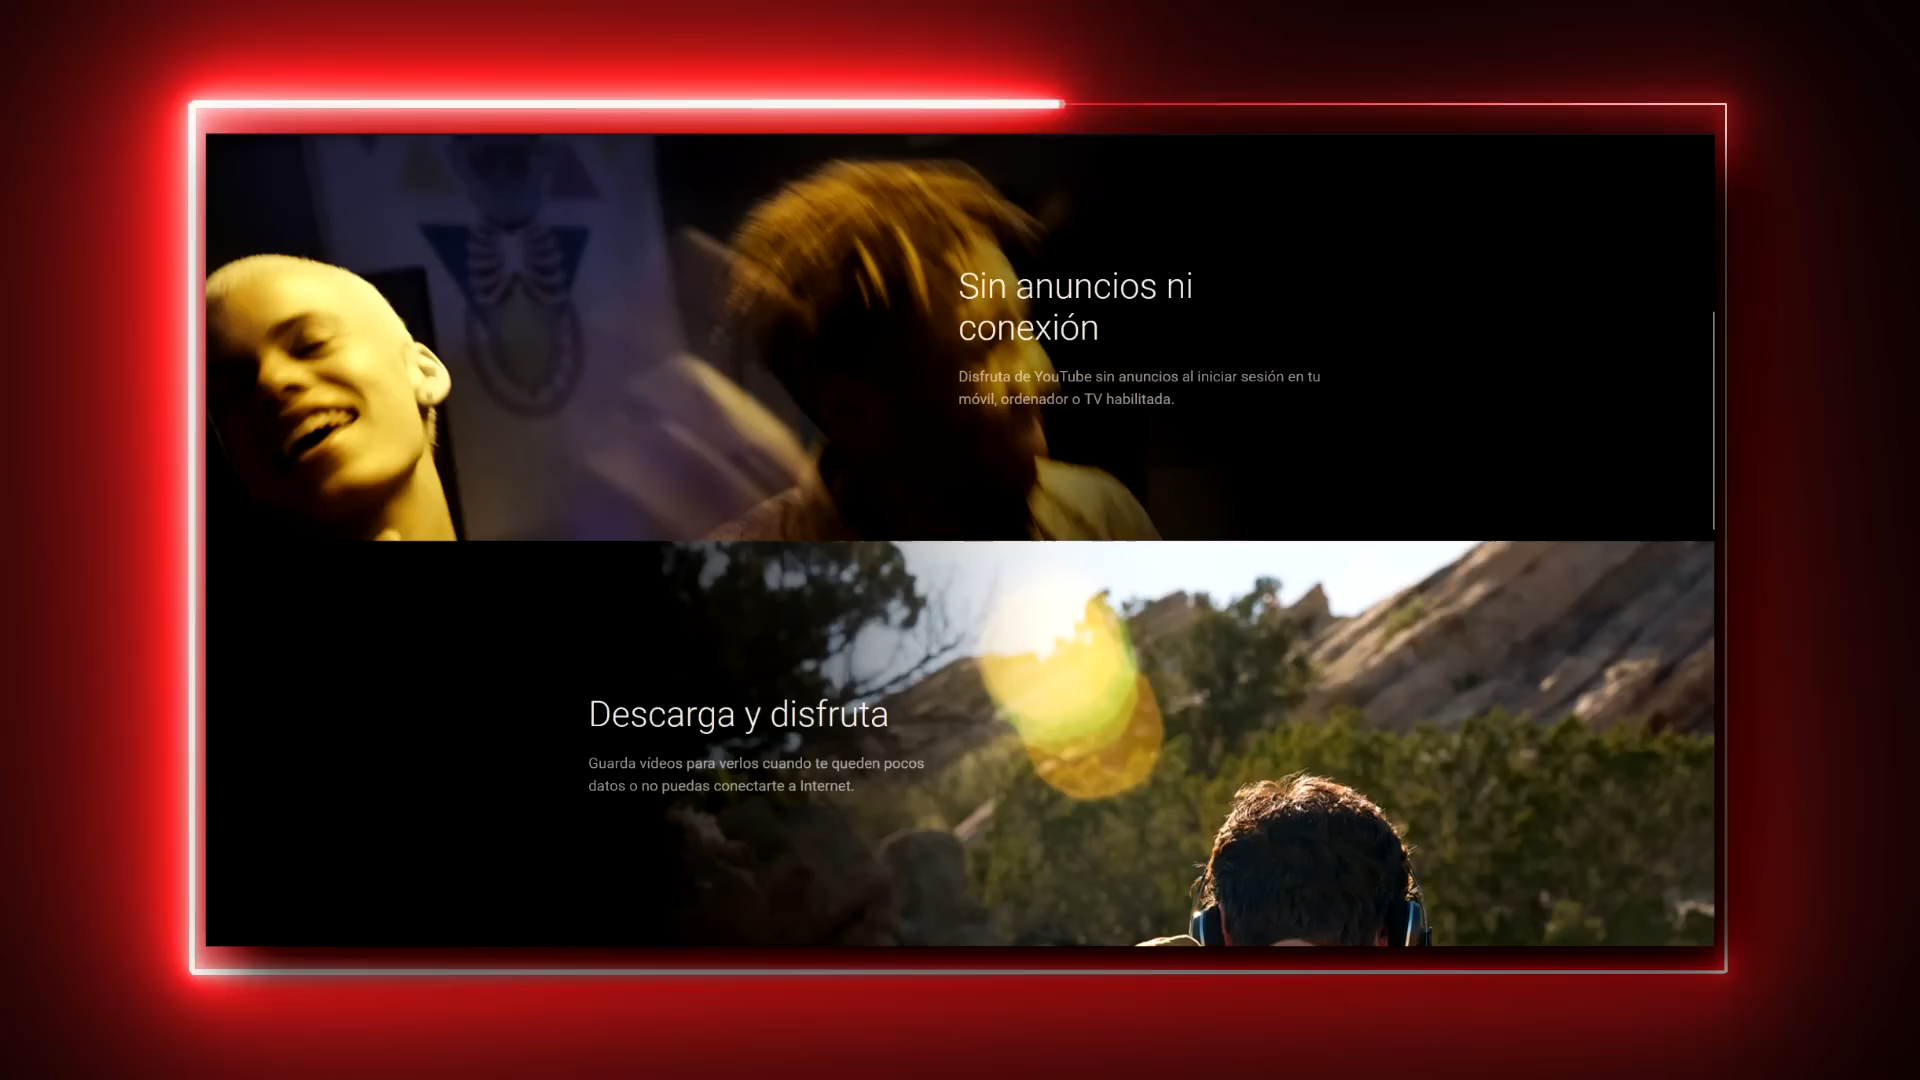 Sin anuncios ni
conexión
Disfruta de YouTube sin anuncios al iniciar sesión en tu
móvil, ordenador o TV habilitada.
Descarga y disfruta
Guarda vídeos para verlos cuando te queden pocos
datos o no puedas conectarte a Internet.